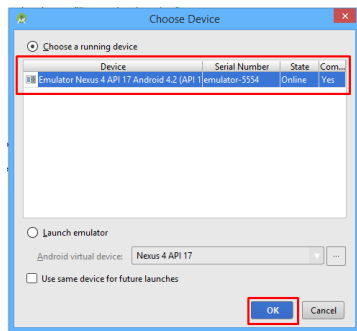 Choose Device
Choose a running device
Device Serial Number State Com...
Emulator Nexus 4 API 17 Android 4.2 (API 1 emulator-5554 Online Yes
Launch emulator
Android virtual device: Nexus 4 API 17 ...
Use same device for future launches
OK Cancel